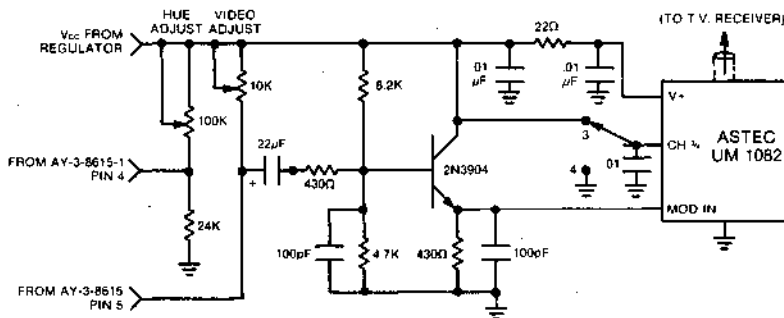 HUE
ADJUST
VIDEO
ADJUST
VCC FROM
REGULATOR
22Ω
(TO T.V. RECEIVER)
.01
µF
.01
µF
10K
6.2K
100K
V+
ASTEC
UM 1082
3
CH ¾
FROM AY-3-8615-1
PIN 4
22µF
+
430Ω
2N3904
4
.01
24K
MOD IN
100pF
4.7K
430Ω
100pF
FROM AY-3-8615
PIN 5